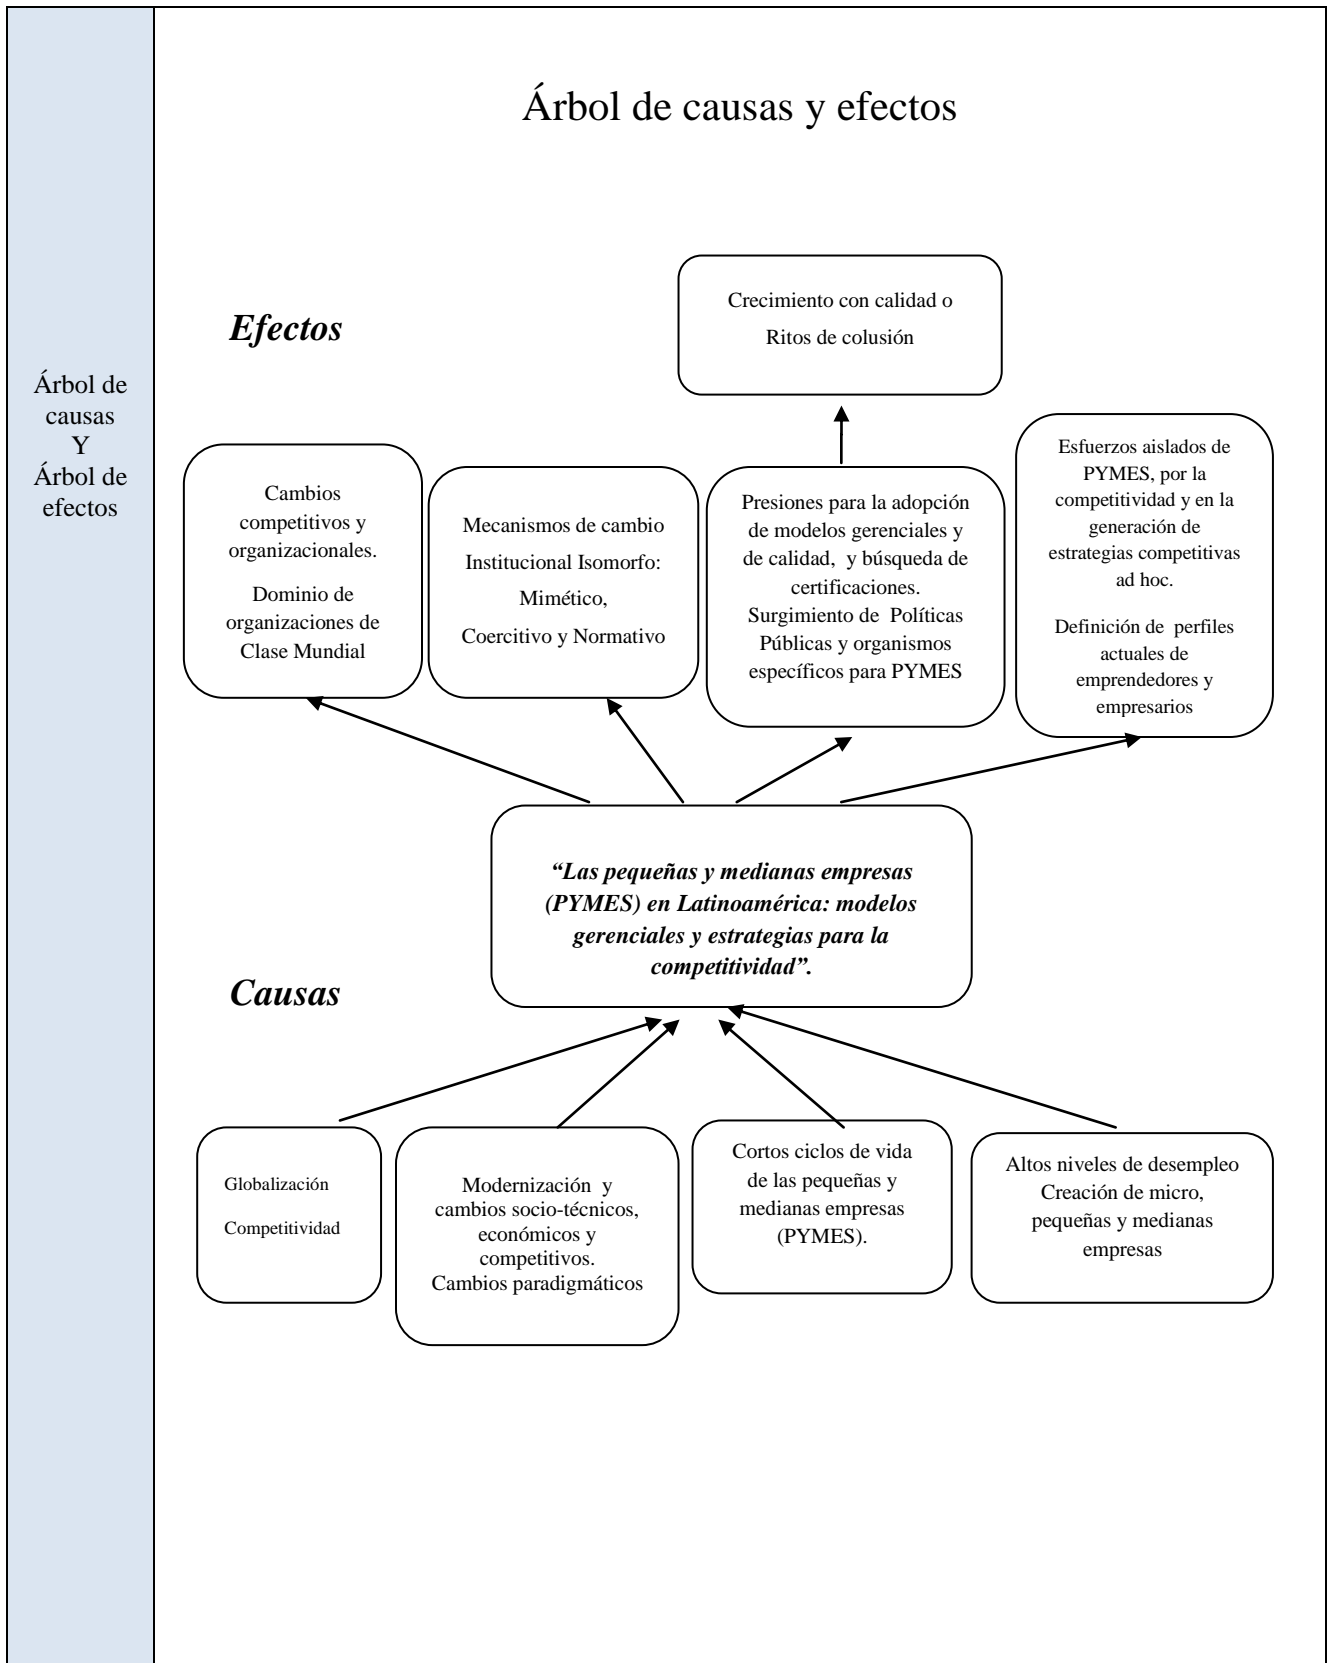 Árbol de
causas
Y
Árbol de
efectos
Árbol de causas y efectos
Efectos
Crecimiento con calidad o
Ritos de colusión
Cambios
competitivos y
organizacionales.
Dominio de
organizaciones de
Clase Mundial
Mecanismos de cambio
Institucional Isomorfo:
Mimético,
Coercitivo y Normativo
Presiones para la adopción
de modelos gerenciales y
de calidad, y búsqueda de
certificaciones.
Surgimiento de Políticas
Públicas y organismos
específicos para PYMES
Esfuerzos aislados de
PYMES, por la
competitividad y en la
generación de
estrategias competitivas
ad hoc.
Definición de perfiles
actuales de
emprendedores y
empresarios
“Las pequeñas y medianas empresas
(PYMES) en Latinoamérica: modelos
gerenciales y estrategias para la
competitividad”.
Causas
Globalización
Competitividad
Modernización y
cambios socio-técnicos,
económicos y
competitivos.
Cambios paradigmáticos
Cortos ciclos de vida
de las pequeñas y
medianas empresas
(PYMES).
Altos niveles de desempleo
Creación de micro,
pequeñas y medianas
empresas